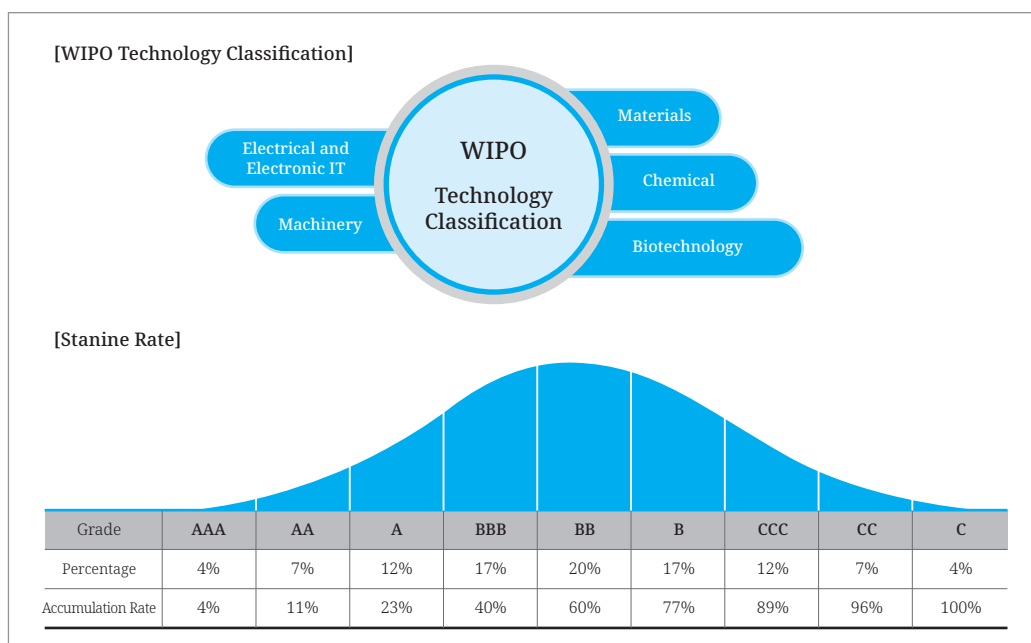 [WIPO Technology Classification]
Electrical and
Electronic IT
Machinery
WIPO
Technology
Classification
Materials
Chemical
Biotechnology
[Stanine Rate]
Grade AAA AA A BBB BB B CCC CC C
Percentage 4% 7% 12% 17% 20% 17% 12% 7% 4%
Accumulation Rate 4% 11% 23% 40% 60% 77% 89% 96% 100%